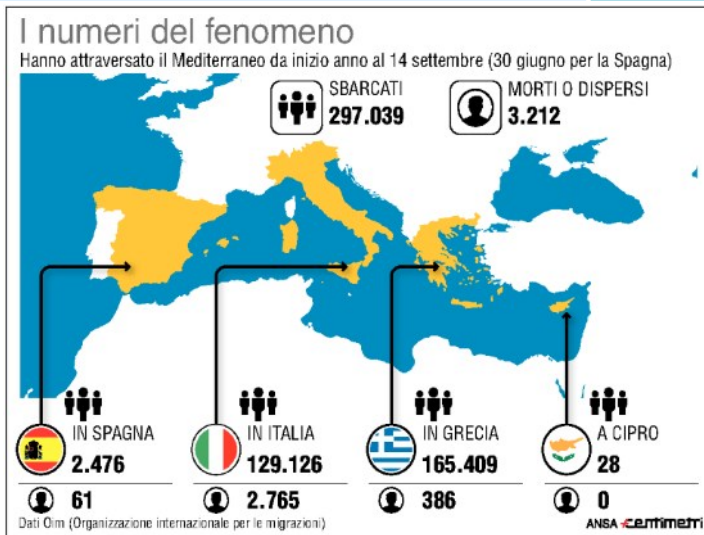 I numeri del fenomeno
Hanno attraversato il Mediterraneo da inizio anno al 14 settembre (30 giugno per la Spagna)
SBARCATI
297.039
MORTI O DISPERSI
3.212
IN SPAGNA
2.476
61
IN ITALIA
129.126
2.765
IN GRECIA
165.409
386
A CIPRO
28
0
Dati Oim (Organizzazione internazionale per le migrazioni)
ANSA centimetri